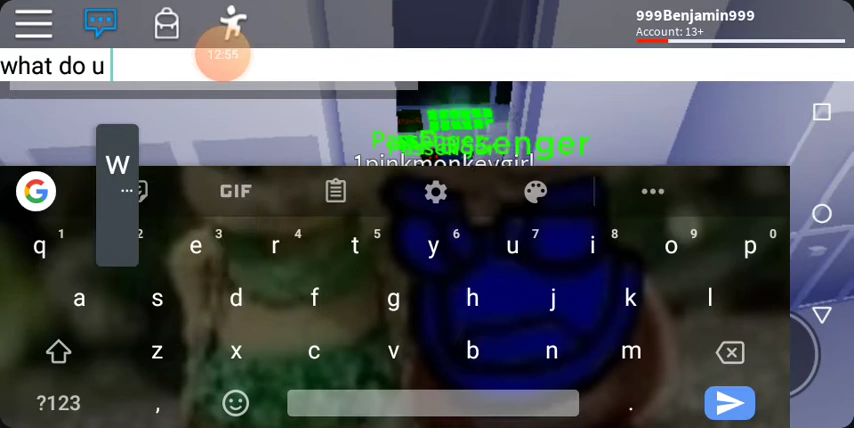 999Benjamin999
Account: 13+
12:55
what do u
Passenger
1pinkmonkeygirl
W
...
G
GIF
q 1 2 e 3 r 4 t 5 y 6 u 7 i 8 o 9 p 0
a s d f g h j k l
z x c v b n m
?123 , .